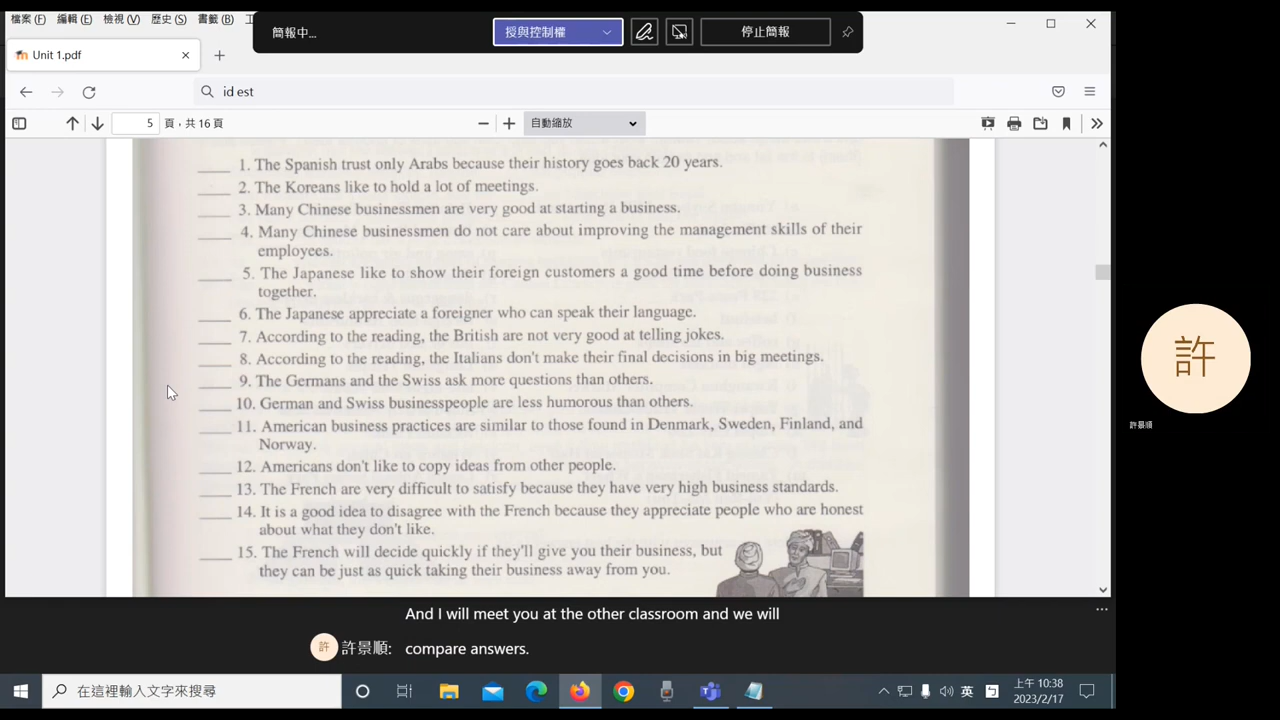 檔案 (F) 編輯 (E) 檢視 (V) 歷史 (S) 書籤 (B)
簡報中...
授與控制權
停止簡報
Unit 1.pdf
id est
5 頁，共 16 頁
自動縮放
1. The Spanish trust only Arabs because their history goes back 20 years.
2. The Koreans like to hold a lot of meetings.
3. Many Chinese businessmen are very good at starting a business.
4. Many Chinese businessmen do not care about improving the management skills of their
employees.
5. The Japanese like to show their foreign customers a good time before doing business
together.
6. The Japanese appreciate a foreigner who can speak their language.
7. According to the reading, the British are not very good at telling jokes.
8. According to the reading, the Italians don't make their final decisions in big meetings.
9. The Germans and the Swiss ask more questions than others.
10. German and Swiss businesspeople are less humorous than others.
11. American business practices are similar to those found in Denmark, Sweden, Finland, and
Norway.
12. Americans don't like to copy ideas from other people.
13. The French are very difficult to satisfy because they have very high business standards.
14. It is a good idea to disagree with the French because they appreciate people who are honest
about what they don't like.
15. The French will decide quickly if they'll give you their business, but
they can be just as quick taking their business away from you.
許
許景順
And I will meet you at the other classroom and we will
許 許景順: compare answers.
在這裡輸入文字來搜尋
英
上午 10:38
2023/2/17